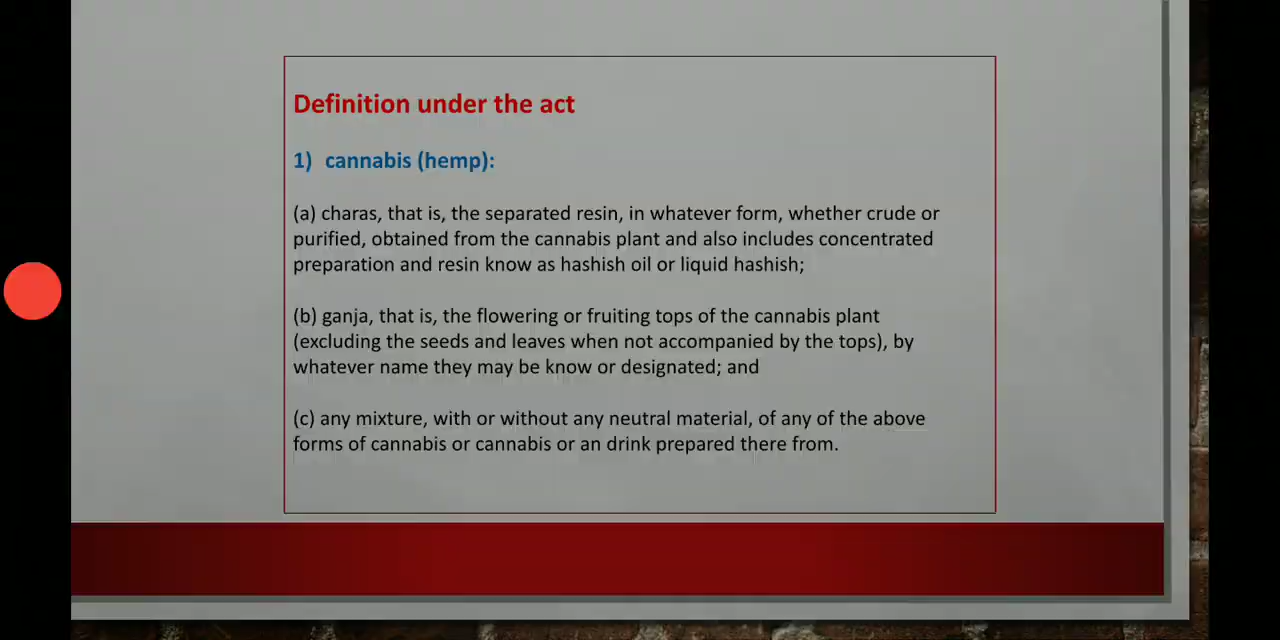 Definition under the act
1) cannabis (hemp):
(a) charas, that is, the separated resin, in whatever form, whether crude or
purified, obtained from the cannabis plant and also includes concentrated
preparation and resin know as hashish oil or liquid hashish;
(b) ganja, that is, the flowering or fruiting tops of the cannabis plant
(excluding the seeds and leaves when not accompanied by the tops), by
whatever name they may be know or designated; and
(c) any mixture, with or without any neutral material, of any of the above
forms of cannabis or cannabis or an drink prepared there from.